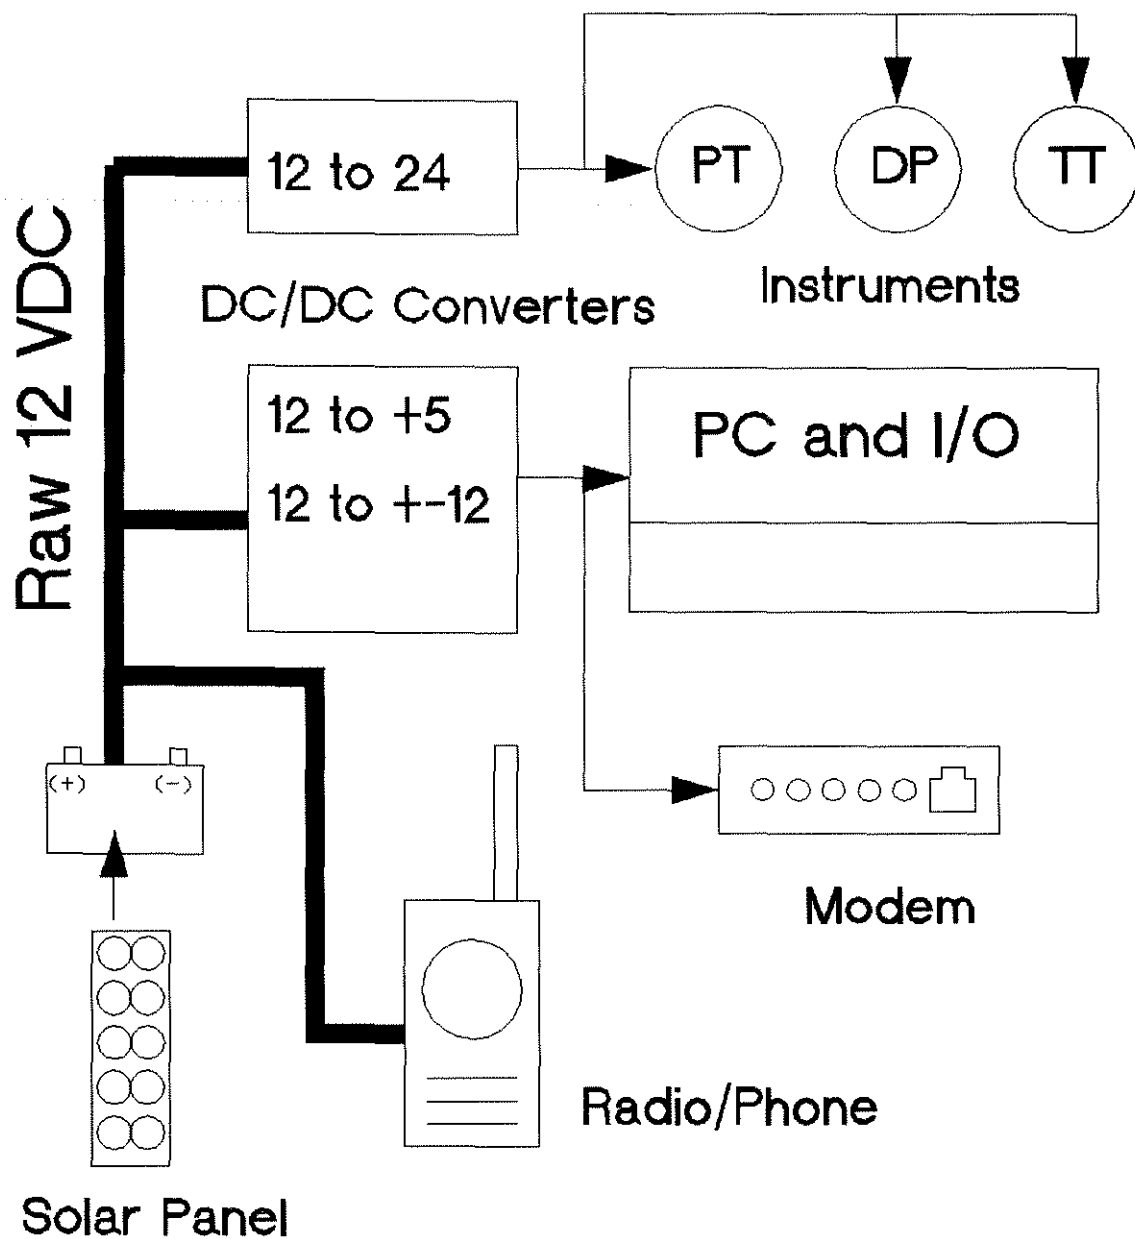 12 to 24
PT
DP
TT
Raw 12 VDC
DC/DC Converters
Instruments
12 to +5
12 to +-12
PC and I/O
(+)
(-)
Modem
Radio/Phone
Solar Panel